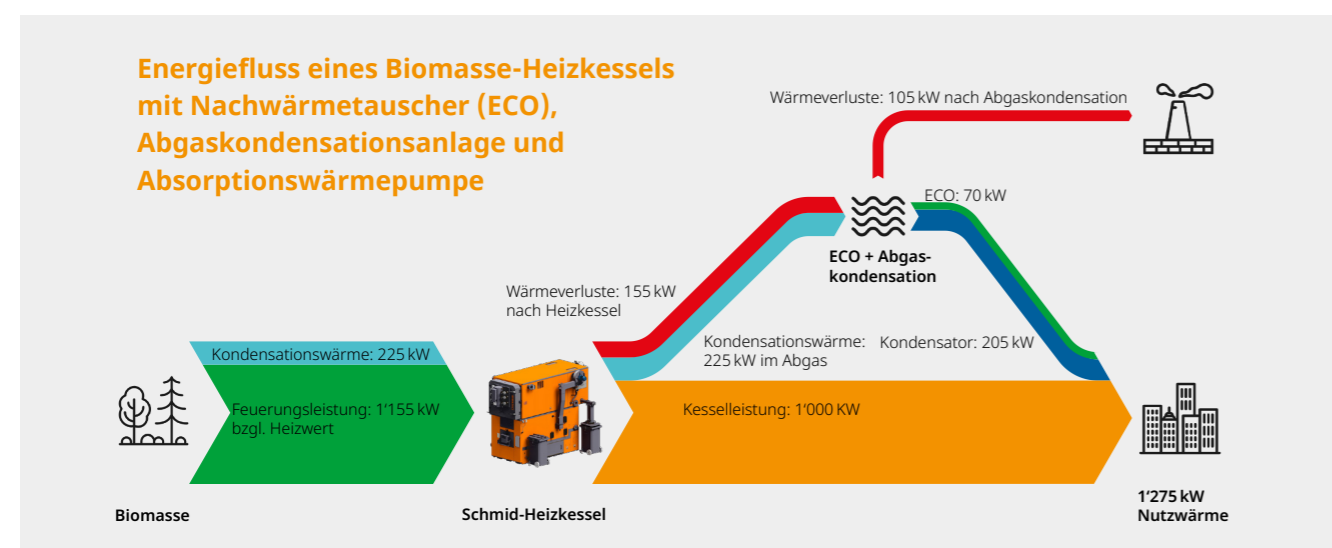 Energiefluss eines Biomasse-Heizkessels
mit Nachwärmetauscher (ECO),
Abgaskondensationsanlage und
Absorptionswärmepumpe
Wärmeverluste: 105 kW nach Abgaskondensation
ECO: 70 kW
ECO + Abgas-
kondensation
Wärmeverluste: 155 kW
nach Heizkessel
Kondensationswärme:
225 kW im Abgas
Kondensator: 205 kW
Kondensationswärme: 225 kW
Feuerungsleistung: 1'155 kW
bzgl. Heizwert
Kesselleistung: 1'000 KW
Biomasse
Schmid-Heizkessel
1'275 kW
Nutzwärme